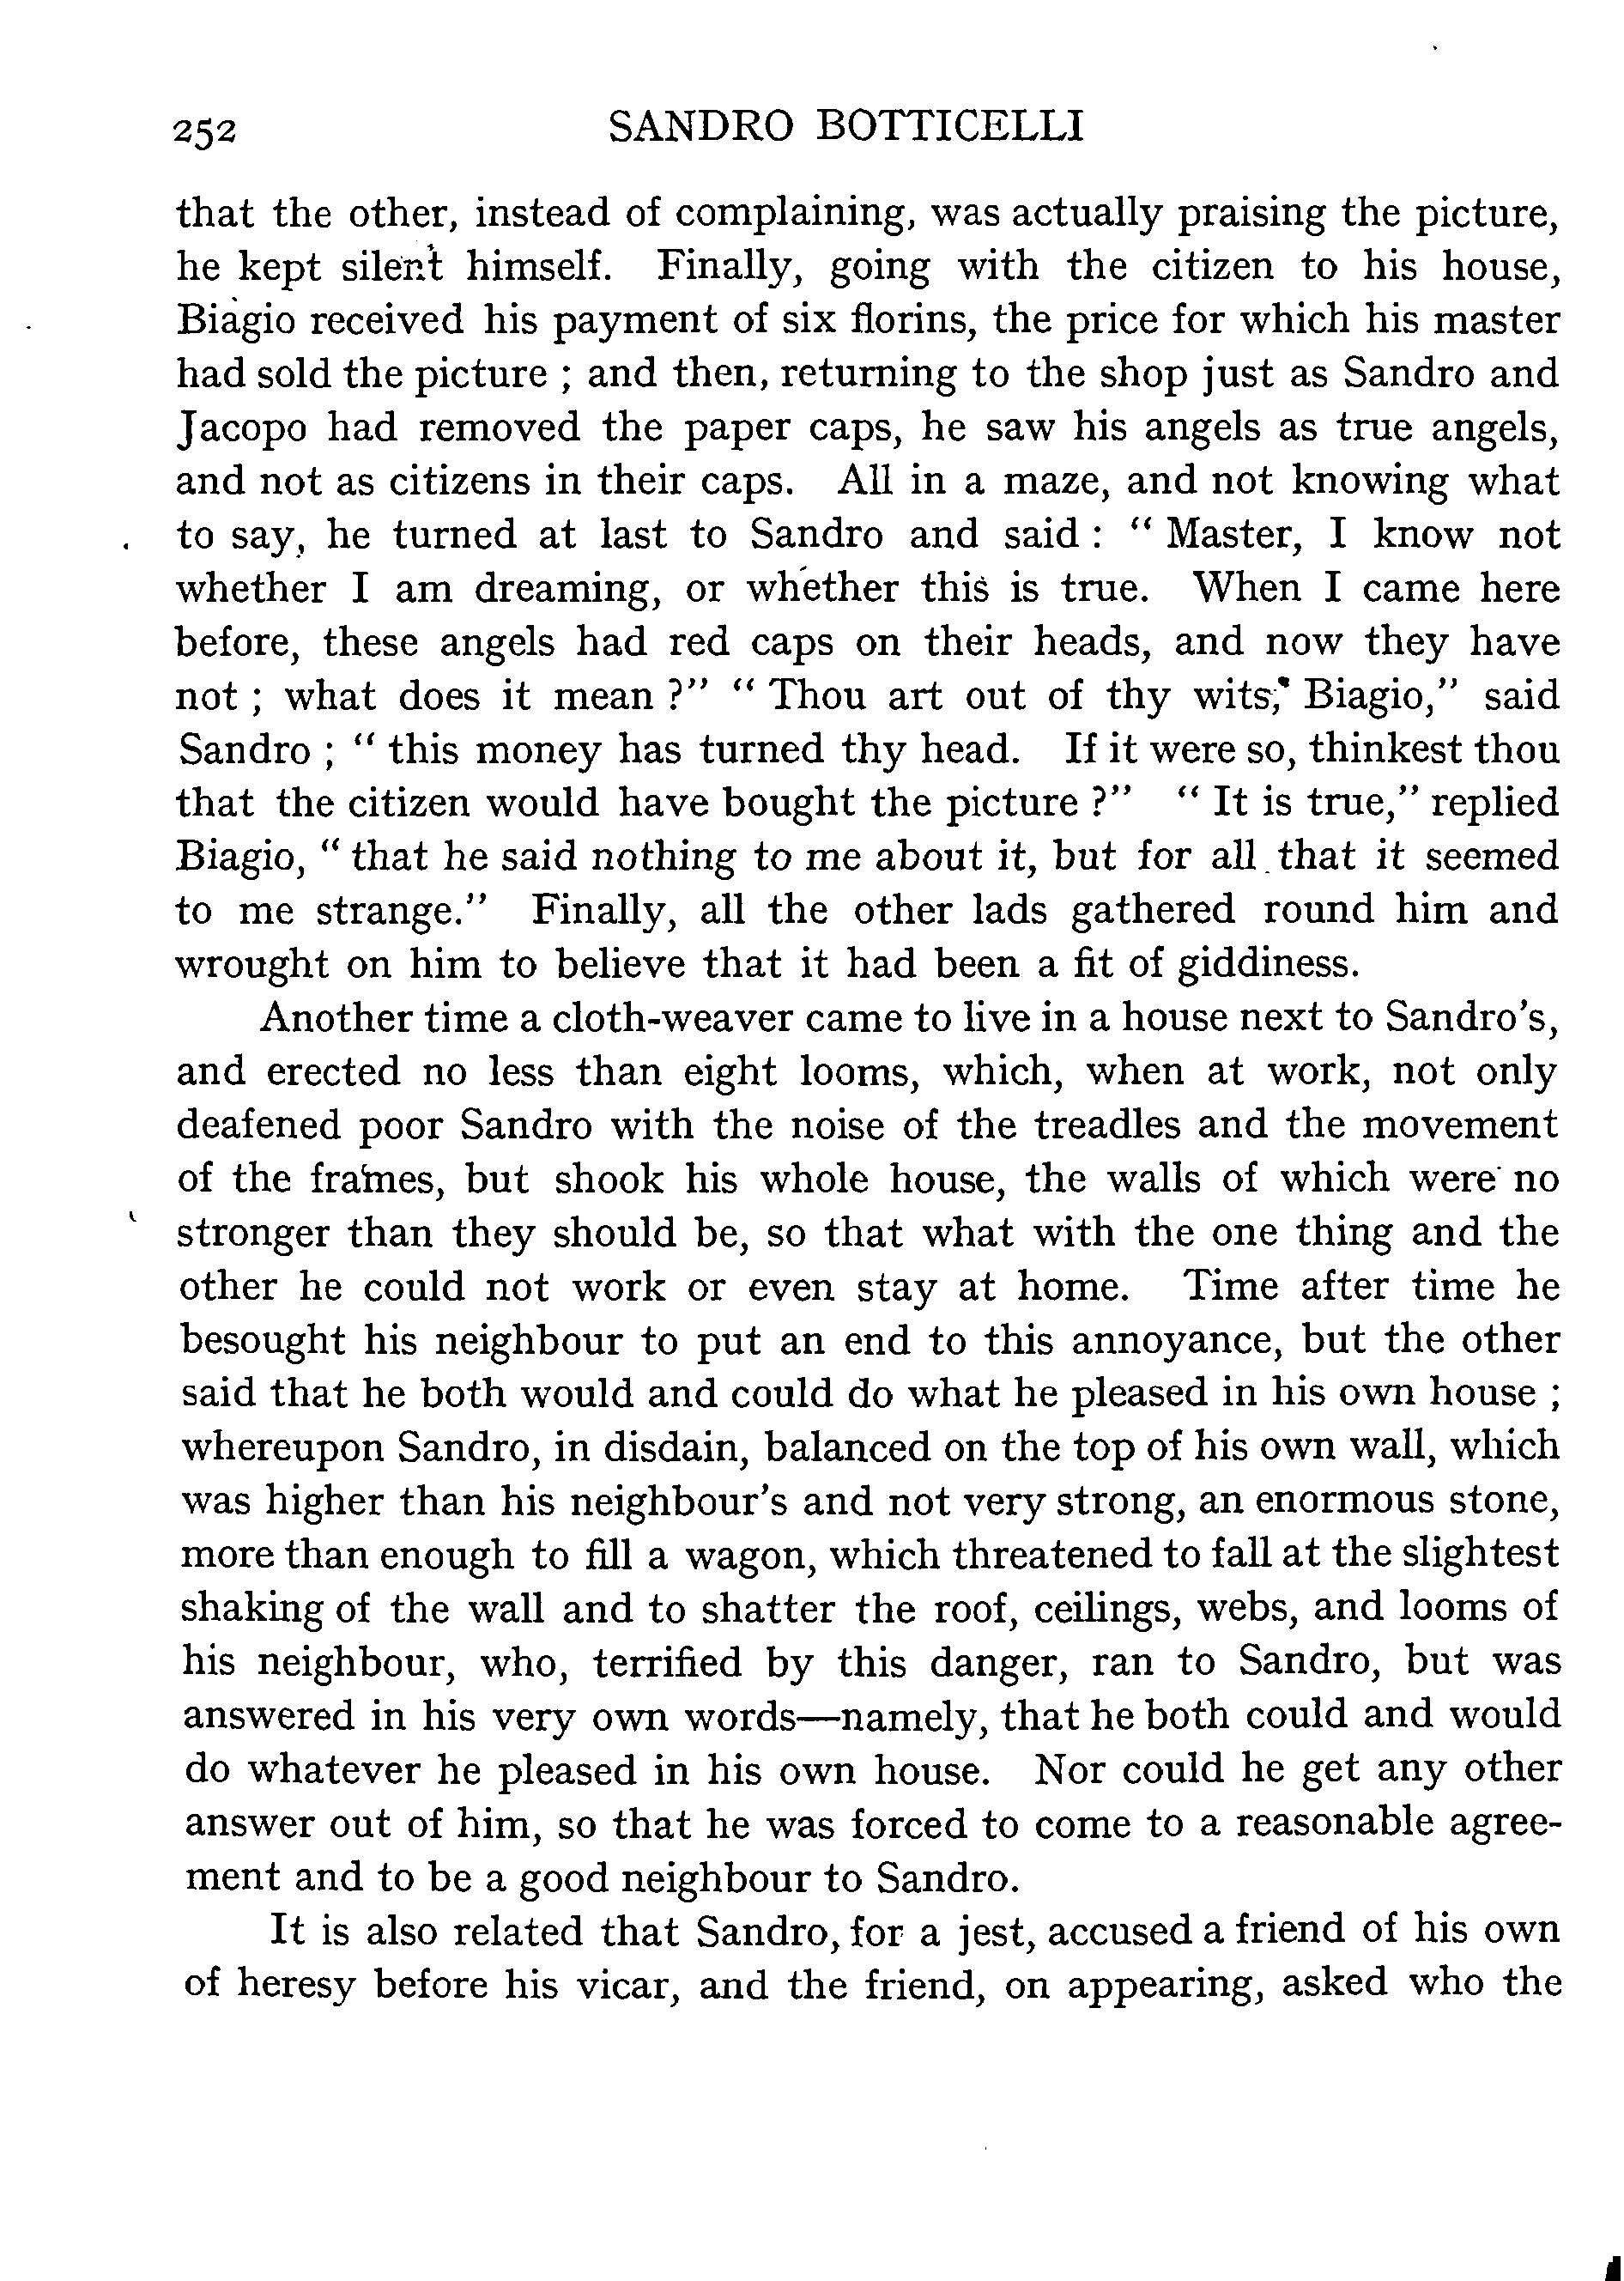 252 SANDRO BOTTICELLI
that the other, instead of complaining, was actually praising the picture,
he kept silent himself. Finally, going with the citizen to his house,
Biagio received his payment of six florins, the price for which his master
had sold the picture ; and then, returning to the shop just as Sandro and
Jacopo had removed the paper caps, he saw his angels as true angels,
and not as citizens in their caps. All in a maze, and not knowing what
to say, he turned at last to Sandro and said : “ Master, I know not
whether I am dreaming, or whether this is true. When I came here
before, these angels had red caps on their heads, and now they have
not ; what does it mean ?” “ Thou art out of thy wits, Biagio,” said
Sandro ; “ this money has turned thy head. If it were so, thinkest thou
that the citizen would have bought the picture ?” “ It is true,” replied
Biagio, “ that he said nothing to me about it, but for all that it seemed
to me strange.” Finally, all the other lads gathered round him and
wrought on him to believe that it had been a fit of giddiness.
Another time a cloth-weaver came to live in a house next to Sandro’s,
and erected no less than eight looms, which, when at work, not only
deafened poor Sandro with the noise of the treadles and the movement
of the frames, but shook his whole house, the walls of which were no
stronger than they should be, so that what with the one thing and the
other he could not work or even stay at home. Time after time he
besought his neighbour to put an end to this annoyance, but the other
said that he both would and could do what he pleased in his own house ;
whereupon Sandro, in disdain, balanced on the top of his own wall, which
was higher than his neighbour’s and not very strong, an enormous stone,
more than enough to fill a wagon, which threatened to fall at the slightest
shaking of the wall and to shatter the roof, ceilings, webs, and looms of
his neighbour, who, terrified by this danger, ran to Sandro, but was
answered in his very own words—namely, that he both could and would
do whatever he pleased in his own house. Nor could he get any other
answer out of him, so that he was forced to come to a reasonable agree-
ment and to be a good neighbour to Sandro.
It is also related that Sandro, for a jest, accused a friend of his own
of heresy before his vicar, and the friend, on appearing, asked who the